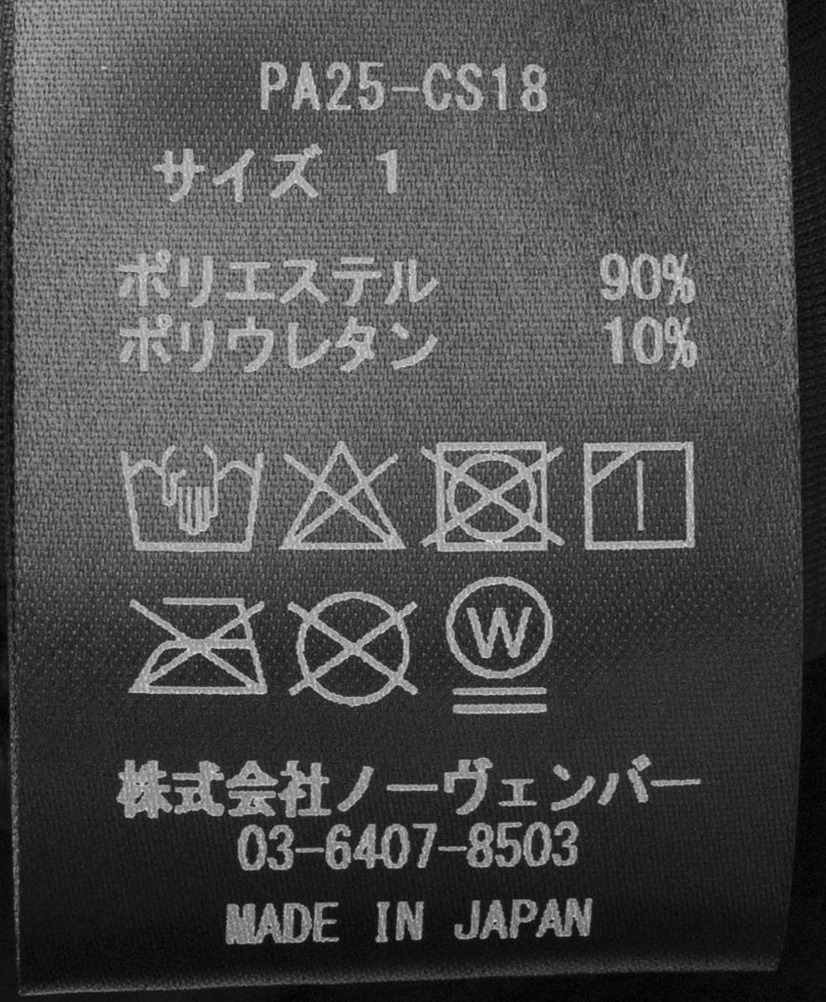 PA25-CS18
サイズ 1
ポリエステル 90%
ポリウレタン 10%
W
株式会社ノーヴェンバー
03-6407-8503
MADE IN JAPAN